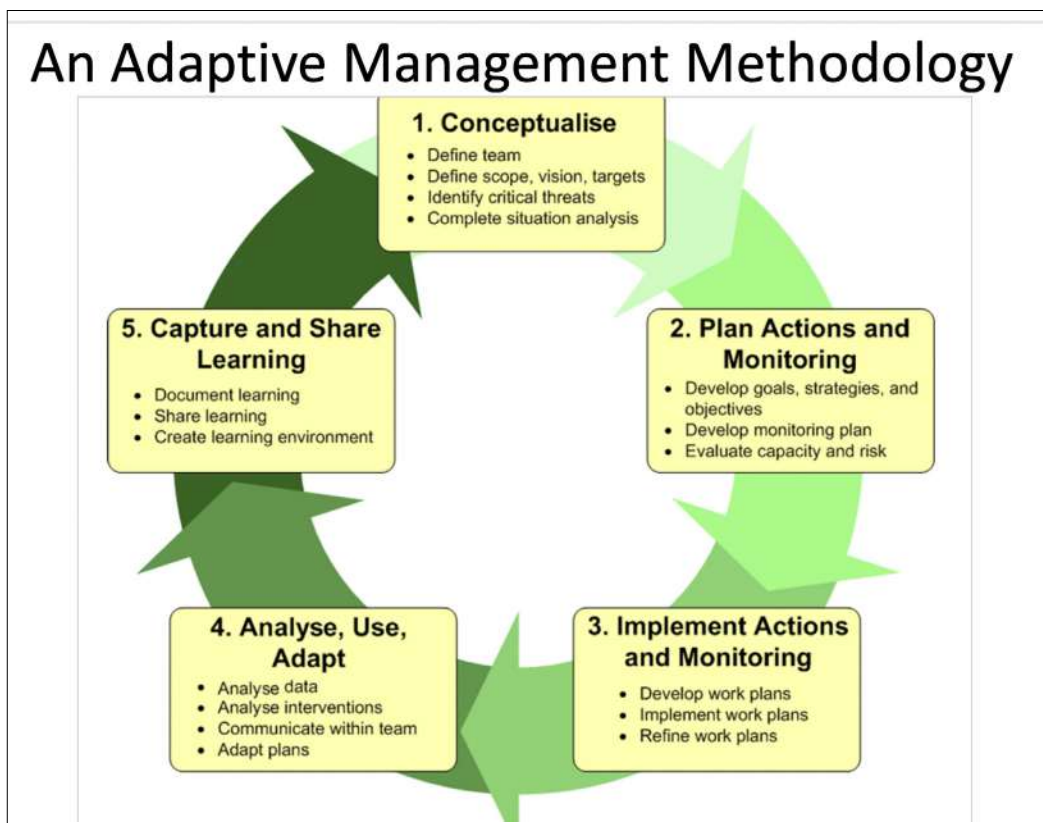 An Adaptive Management Methodology
1. Conceptualise
• Define team
• Define scope, vision, targets
• Identify critical threats
• Complete situation analysis
2. Plan Actions and
Monitoring
• Develop goals, strategies, and
objectives
• Develop monitoring plan
• Evaluate capacity and risk
3. Implement Actions
and Monitoring
• Develop work plans
• Implement work plans
• Refine work plans
4. Analyse, Use,
Adapt
• Analyse data
• Analyse interventions
• Communicate within team
• Adapt plans
5. Capture and Share
Learning
• Document learning
• Share learning
• Create learning environment